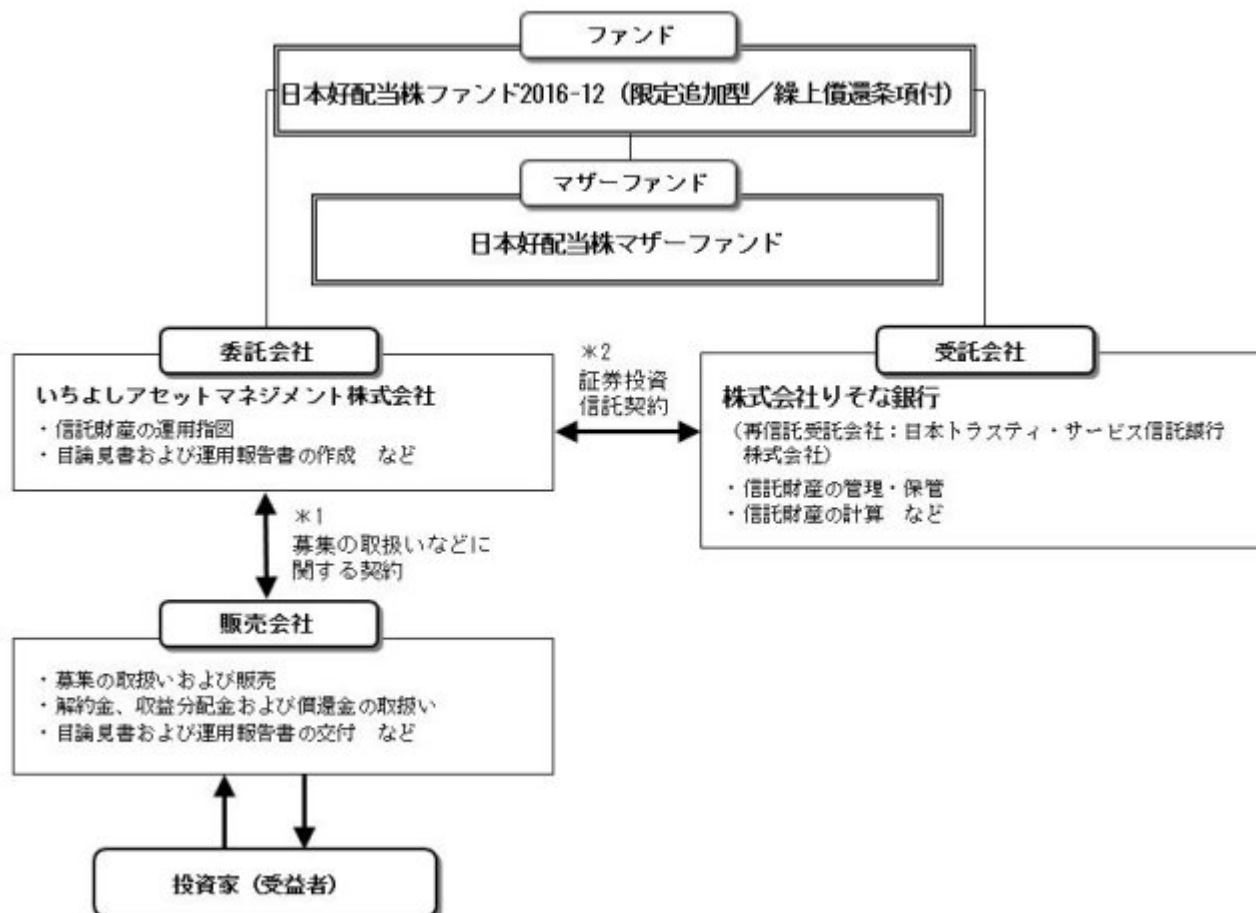 ファンド
日本好配当株ファンド2016-12（限定追加型／繰上償還条項付）
マザーファンド
日本好配当株マザーファンド
委託会社
いちよしアセットマネジメント株式会社
・信託財産の運用指図
・目論見書および運用報告書の作成　など
＊2
証券投資
信託契約
受託会社
株式会社りそな銀行
（再信託受託会社：日本トラスティ・サービス信託銀行
株式会社）
・信託財産の管理・保管
・信託財産の計算　など
＊1
募集の取扱いなどに
関する契約
販売会社
・募集の取扱いおよび販売
・解約金、収益分配金および償還金の取扱い
・目論見書および運用報告書の交付　など
投資家（受益者）